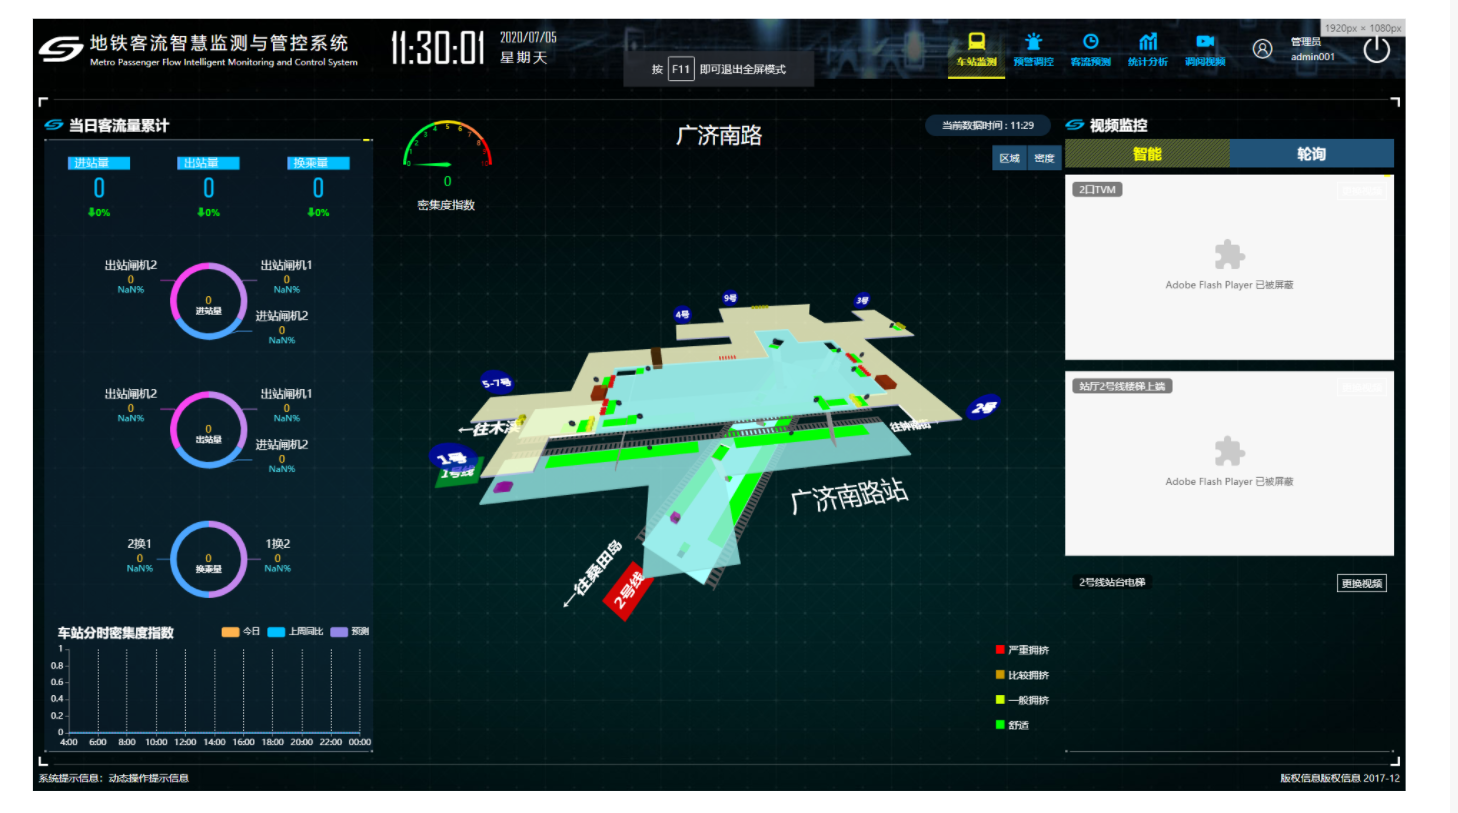 1920px × 1080px
地铁客流智慧监测与管控系统
Metro Passenger Flow Intelligent Monitoring and Control System
11:30:01
2020/07/05
星期天
按 F11 即可退出全屏模式
车站监测
预警调控
客流预测
统计分析
调阅视频
管理员
admin001
当日客流量累计
进站量
出站量
换乘量
0
0
0
0%
0%
0%
出站闸机2
0
NaN%
出站闸机1
0
NaN%
0
进站量
进站闸机2
0
NaN%
出站闸机2
0
NaN%
出站闸机1
0
NaN%
0
出站量
进站闸机2
0
NaN%
2换1
0
NaN%
0
换乘量
1换2
0
NaN%
车站分时密集度指数
今日
上周同比
预测
1
0.8
0.6
0.4
0.2
0
4:00 6:00 8:00 10:00 12:00 14:00 16:00 18:00 20:00 22:00 00:00
0 1 2 3 4 5 6 7 8 9 10
0
密集度指数
广济南路
当前数据时间：11:29
区域
密度
9号
4号
3号
5-7号
2号
←往木渎
1号
1号线
广济南路站
←往桑田岛
2号线
严重拥挤
比较拥挤
一般拥挤
舒适
视频监控
智能
轮询
2口TVM
Adobe Flash Player 已被屏蔽
站厅2号线楼梯上端
Adobe Flash Player 已被屏蔽
2号线站台电梯
更换视频
系统提示信息：动态操作提示信息
版权信息版权信息 2017-12